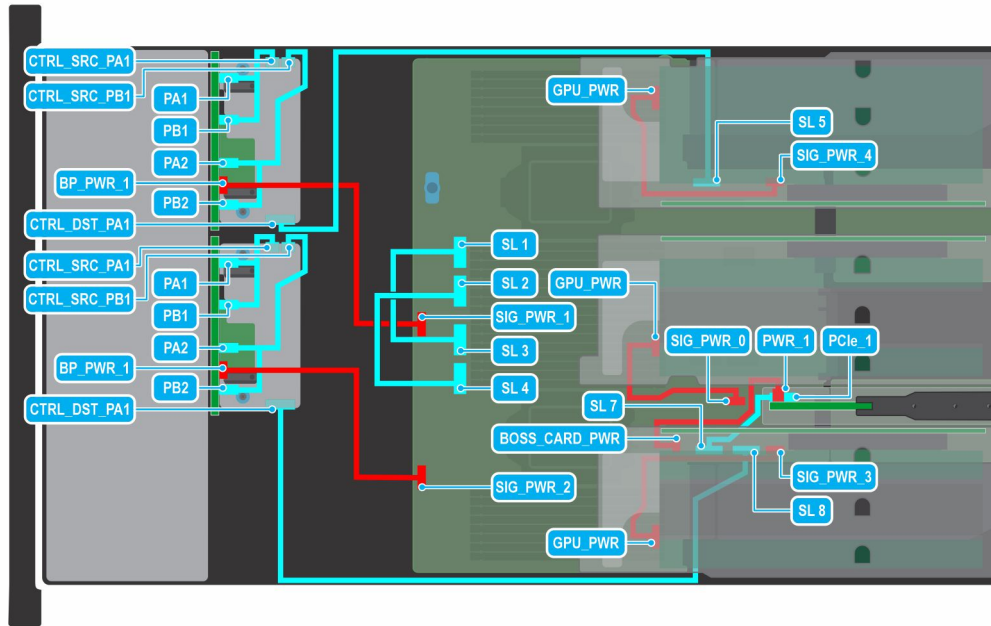 CTRL_SRC_PA1
CTRL_SRC_PB1
PA1
PB1
PA2
BP_PWR_1
PB2
CTRL_DST_PA1
CTRL_SRC_PA1
PA1
CTRL_SRC_PB1
PB1
PA2
BP_PWR_1
PB2
CTRL_DST_PA1
GPU_PWR
SL 5
SIG_PWR_4
SL 1
SL 2
GPU_PWR
SIG_PWR_1
SIG_PWR_0
PWR_1
PCIe_1
SL 3
SL 4
SL 7
BOSS_CARD_PWR
SIG_PWR_3
SIG_PWR_2
SL 8
GPU_PWR